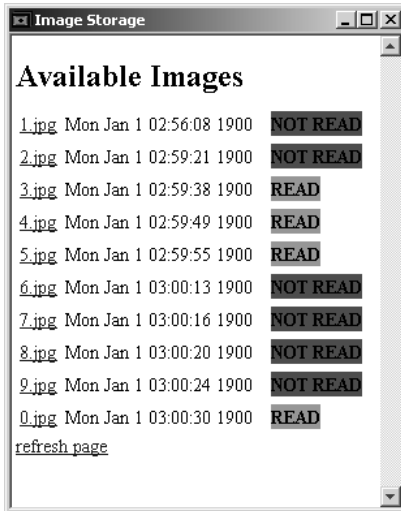 Image Storage
Available Images
1.jpg Mon Jan 1 02:56:08 1900 NOT READ
2.jpg Mon Jan 1 02:59:21 1900 NOT READ
3.jpg Mon Jan 1 02:59:38 1900 READ
4.jpg Mon Jan 1 02:59:49 1900 READ
5.jpg Mon Jan 1 02:59:55 1900 READ
6.jpg Mon Jan 1 03:00:13 1900 NOT READ
7.jpg Mon Jan 1 03:00:16 1900 NOT READ
8.jpg Mon Jan 1 03:00:20 1900 NOT READ
9.jpg Mon Jan 1 03:00:24 1900 NOT READ
0.jpg Mon Jan 1 03:00:30 1900 READ
refresh page